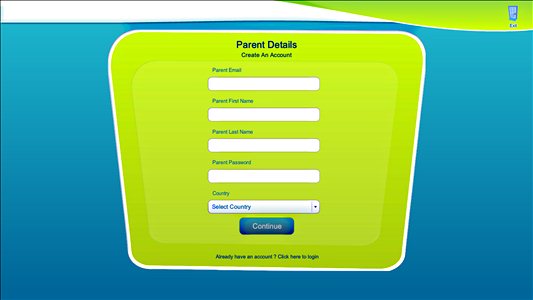 Exit
Parent Details
Create An Account
Parent Email
Parent First Name
Parent Last Name
Parent Password
Country
Select Country
Continue
Already have an account ? Click here to login